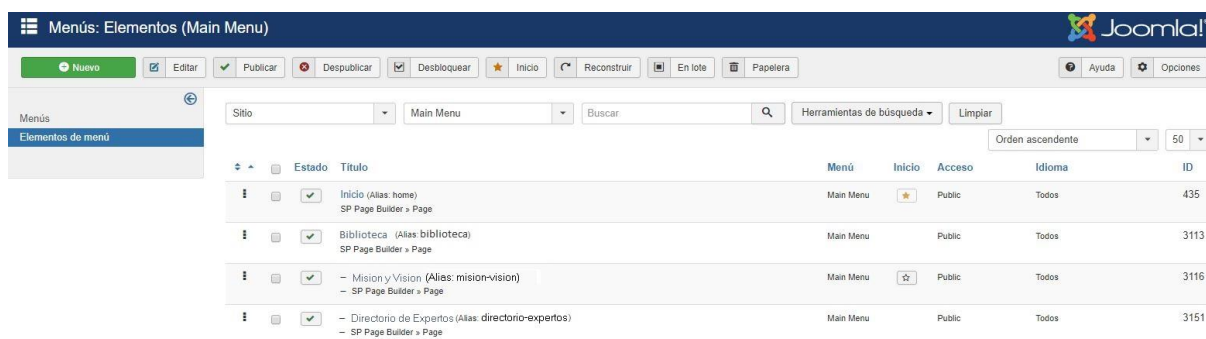 Menús: Elementos (Main Menu)
Joomla!
Nuevo Editar Publicar Despublicar Desbloquear Inicio Reconstruir En lote Papelera Ayuda Opciones
Menús
Elementos de menú
Sitio Main Menu Buscar Herramientas de búsqueda Limpiar
Orden ascendente 50
Estado Título Menú Inicio Acceso Idioma ID
Inicio (Alias: home) Main Menu Public Todos 435
SP Page Builder » Page
Biblioteca (Alias: biblioteca) Main Menu Public Todos 3113
SP Page Builder » Page
– Mision y Vision (Alias: mision-vision) Main Menu Public Todos 3116
– SP Page Builder » Page
– Directorio de Expertos (Alias: directorio-expertos) Main Menu Public Todos 3151
– SP Page Builder » Page